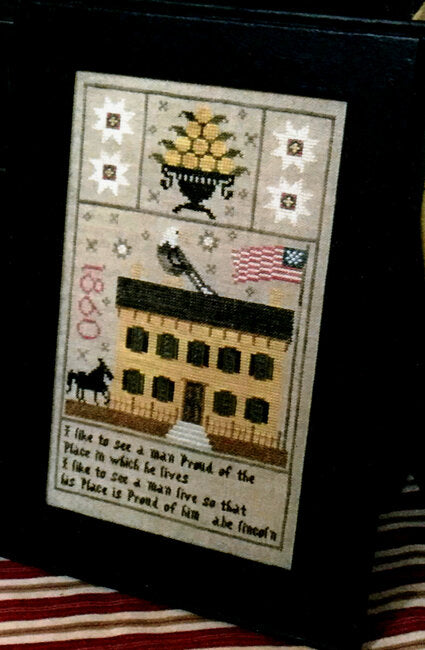 1860
I like to see a man Proud of the
Place in which he lives
I like to see a man live so that
his Place is Proud of him abe lincoln